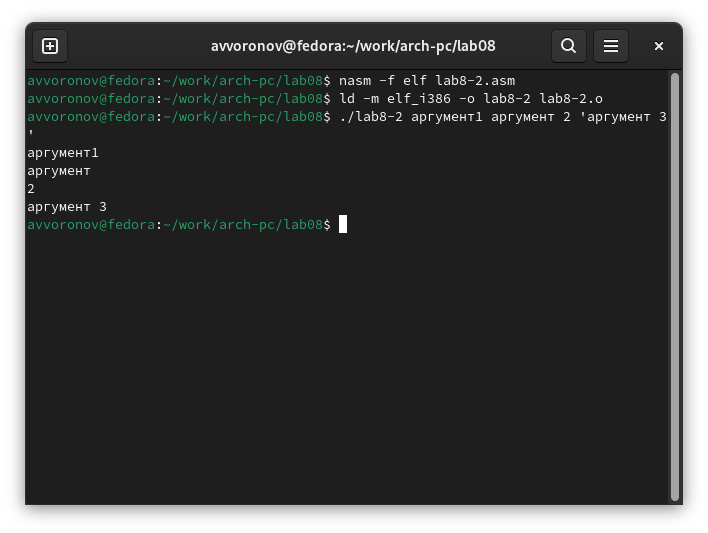 avvoronov@fedora:~/work/arch-pc/lab08
avvoronov@fedora:~/work/arch-pc/lab08$ nasm -f elf lab8-2.asm
avvoronov@fedora:~/work/arch-pc/lab08$ ld -m elf_i386 -o lab8-2 lab8-2.o
avvoronov@fedora:~/work/arch-pc/lab08$ ./lab8-2 аргумент1 аргумент 2 'аргумент 3
'
аргумент1
аргумент
2
аргумент 3
avvoronov@fedora:~/work/arch-pc/lab08$